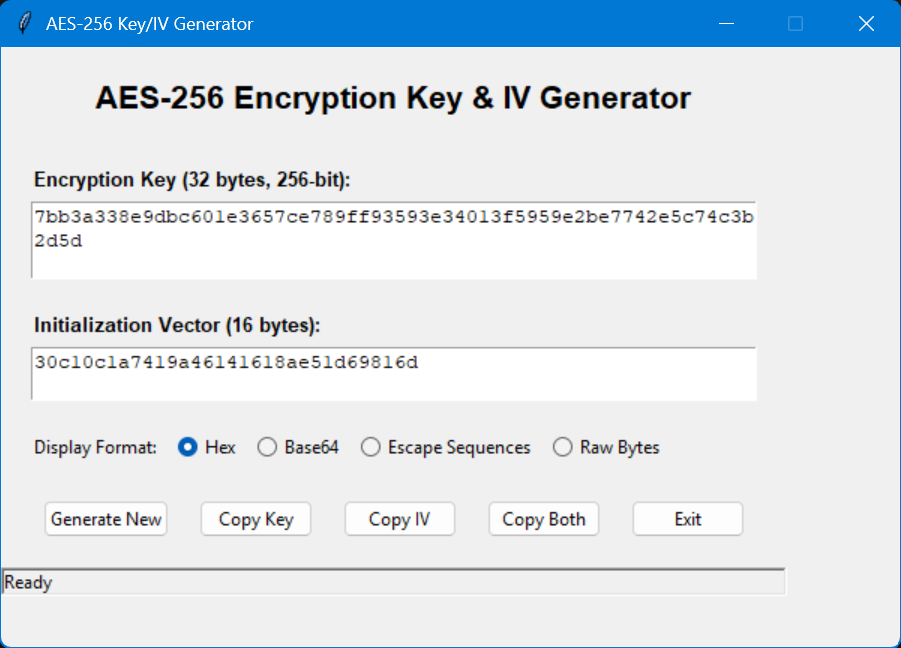 AES-256 Key/IV Generator
AES-256 Encryption Key & IV Generator
Encryption Key (32 bytes, 256-bit):
7bb3a338e9dbc601e3657ce789ff93593e34013f5959e2be7742e5c74c3b
2d5d
Initialization Vector (16 bytes):
30c10c1a7419a46141618ae51d69816d
Display Format: Hex Base64 Escape Sequences Raw Bytes
Generate New Copy Key Copy IV Copy Both Exit
Ready